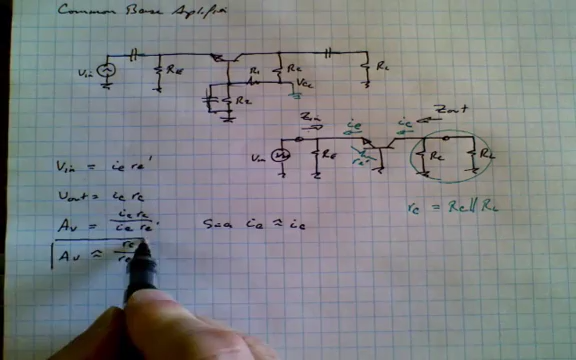 Common Base Amplifier
Vin
RE
R1
RC
VCC
RL
R2
Zin
ie
ic
Zout
Vin
RE
re'
RC
RL
Vin = ie re'
Vout = ic rc
rc = RC || RL
Av = ic rc / ie re'
ie ≈ ic
Av ≈ rc / re